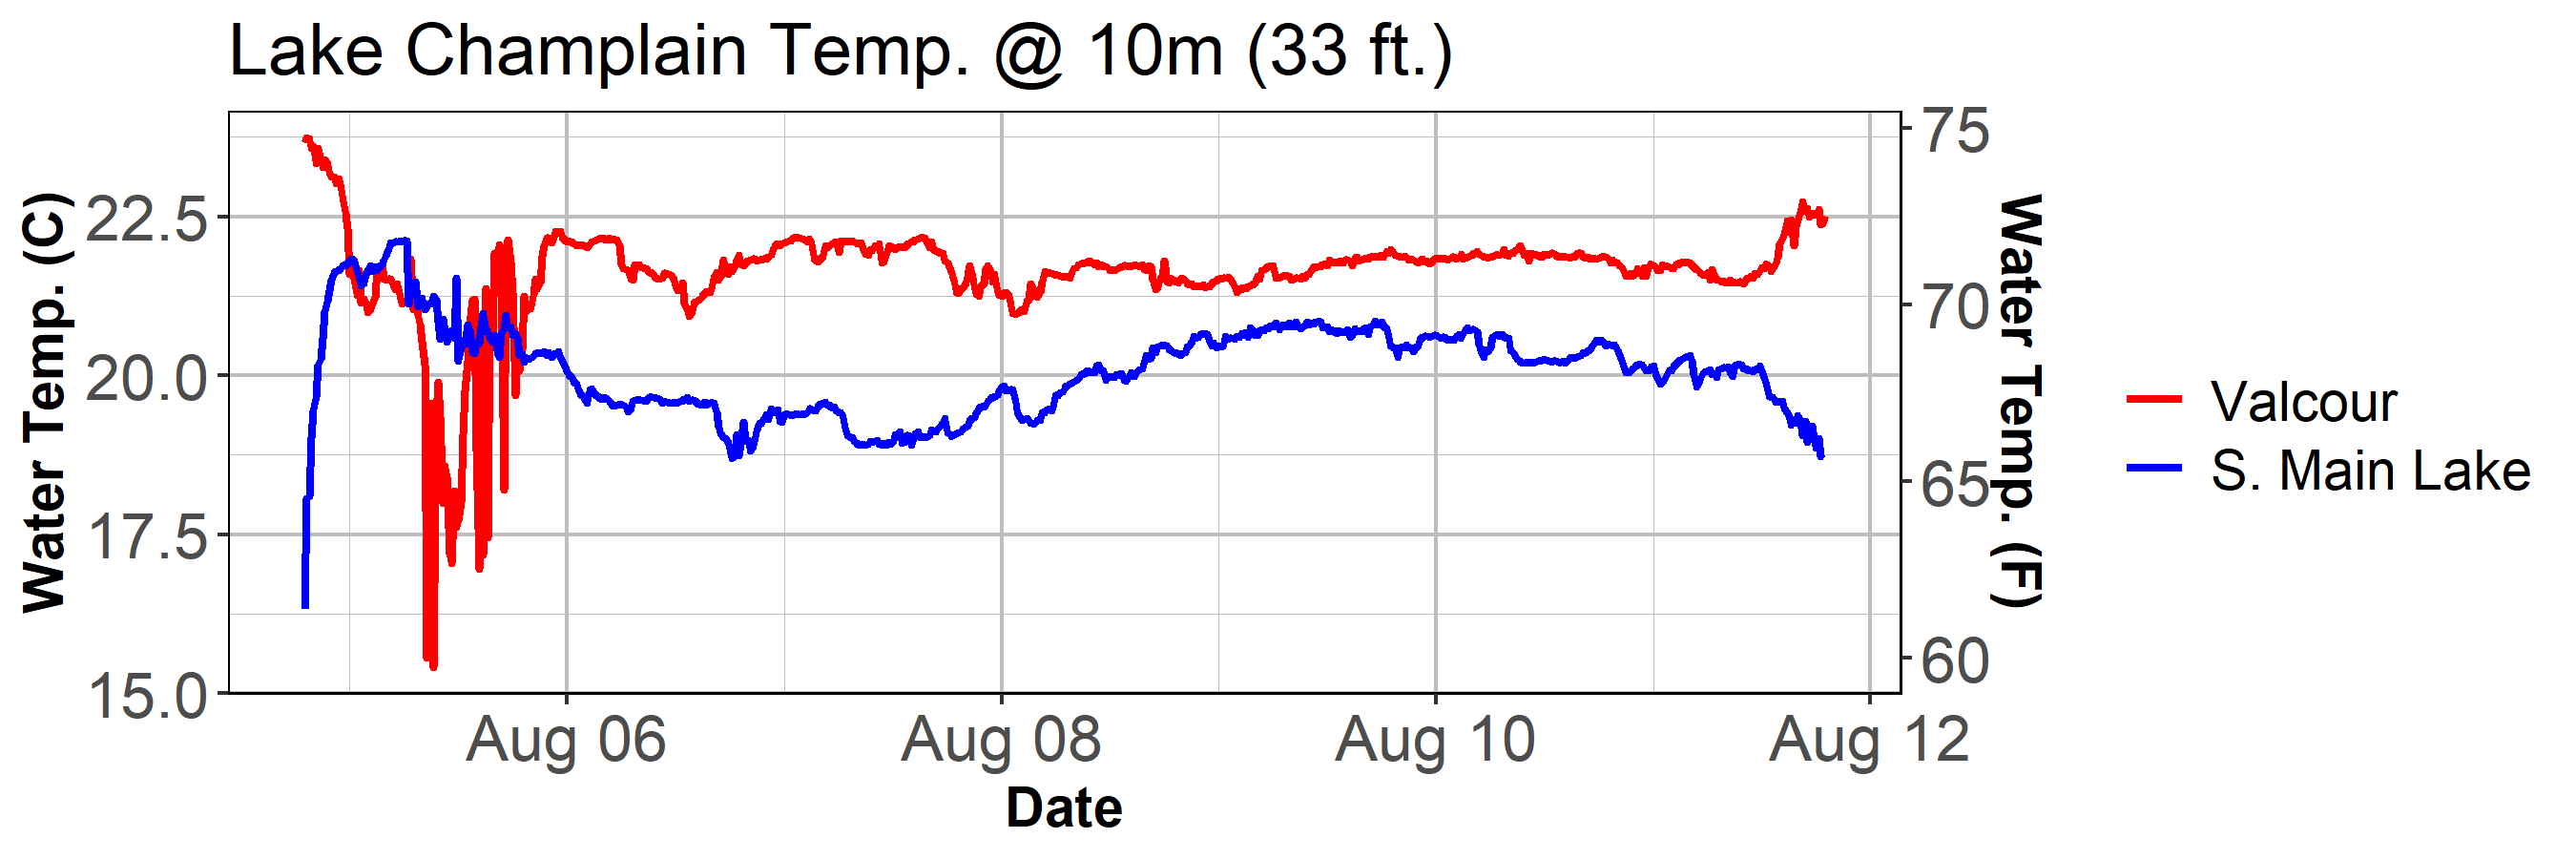 Lake Champlain Temp. @ 10m (33 ft.)
Water Temp. (C)
22.5
20.0
17.5
15.0
75
70
65
60
Water Temp. (F)
Aug 06
Aug 08
Aug 10
Aug 12
Date
Valcour
S. Main Lake